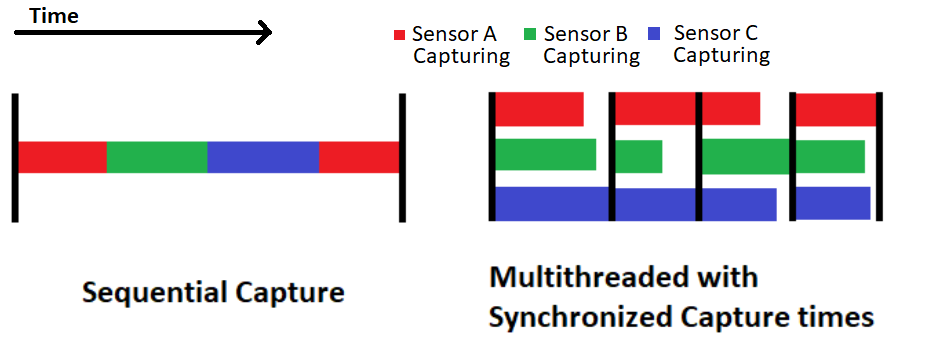 Time
Sensor A Capturing
Sensor B Capturing
Sensor C Capturing
Sequential Capture
Multithreaded with
Synchronized Capture times